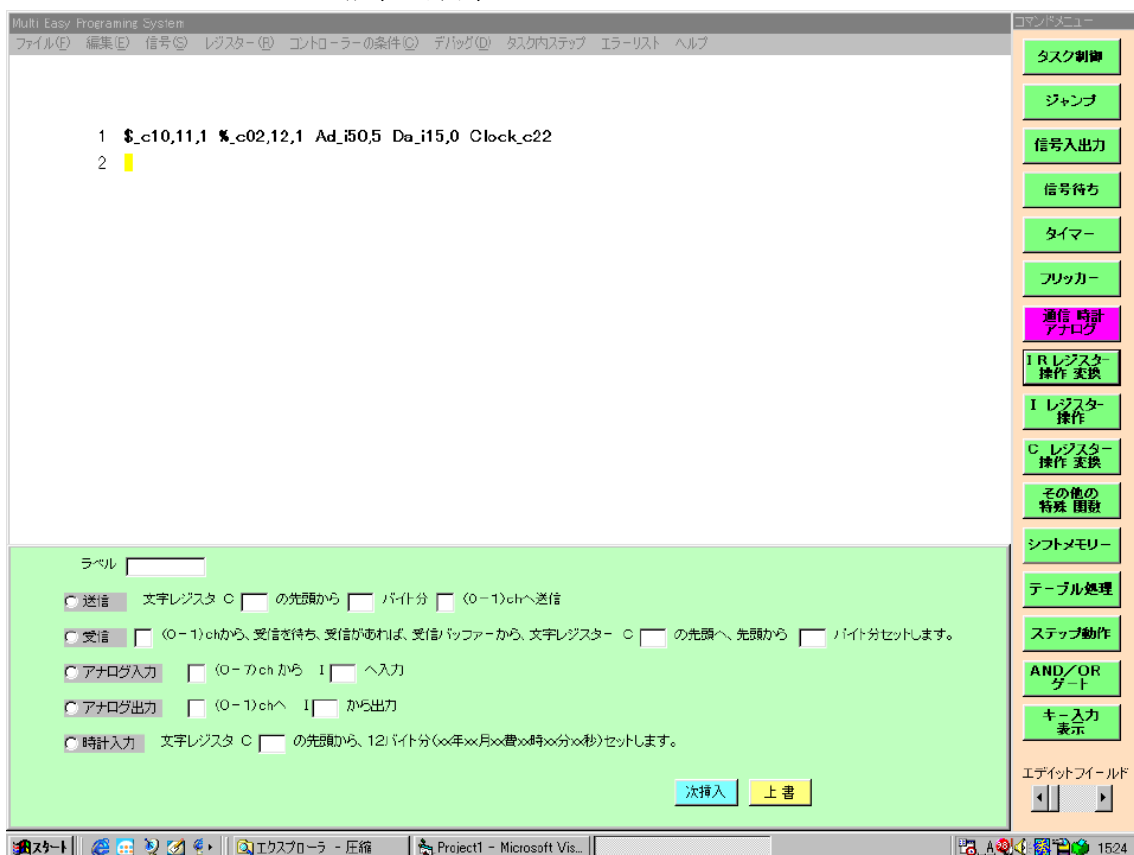 Multi Easy Programing System
コマンドメニュー
ファイル(F) 編集(E) 信号(S) レジスター(R) コントローラーの条件(C) デバッグ(D) タスク内ステップ エラーリスト ヘルプ
1 $_c10,11,1 %_c02,12,1 Ad_i50,5 Da_i15,0 Clock_c22
2
タスク制御
ジャンプ
信号入出力
信号待ち
タイマー
フリッカー
通信 時計
アナログ
I R レジスター
操作 変換
I レジスター
操作
C レジスター
操作 変換
その他の
特殊 関数
シフトメモリー
テーブル処理
ステップ動作
AND/OR
ゲート
キー入力
表示
エディットフィールド
ラベル
送信 文字レジスタ C の先頭から バイト分 (0-1)chへ送信
受信 (0-1)chから、受信を待ち、受信があれば、受信バッファーから、文字レジスター C の先頭へ、先頭から バイト分セットします。
アナログ入力 (0-7)ch から I へ入力
アナログ出力 (0-1)chへ I から出力
時計入力 文字レジスタ C の先頭から、12バイト分(xx年xx月xx費xx時xx分xx秒)セットします。
次挿入 上書
スタート エクスプローラ - 圧縮 Project1 - Microsoft Vis... A 15:24